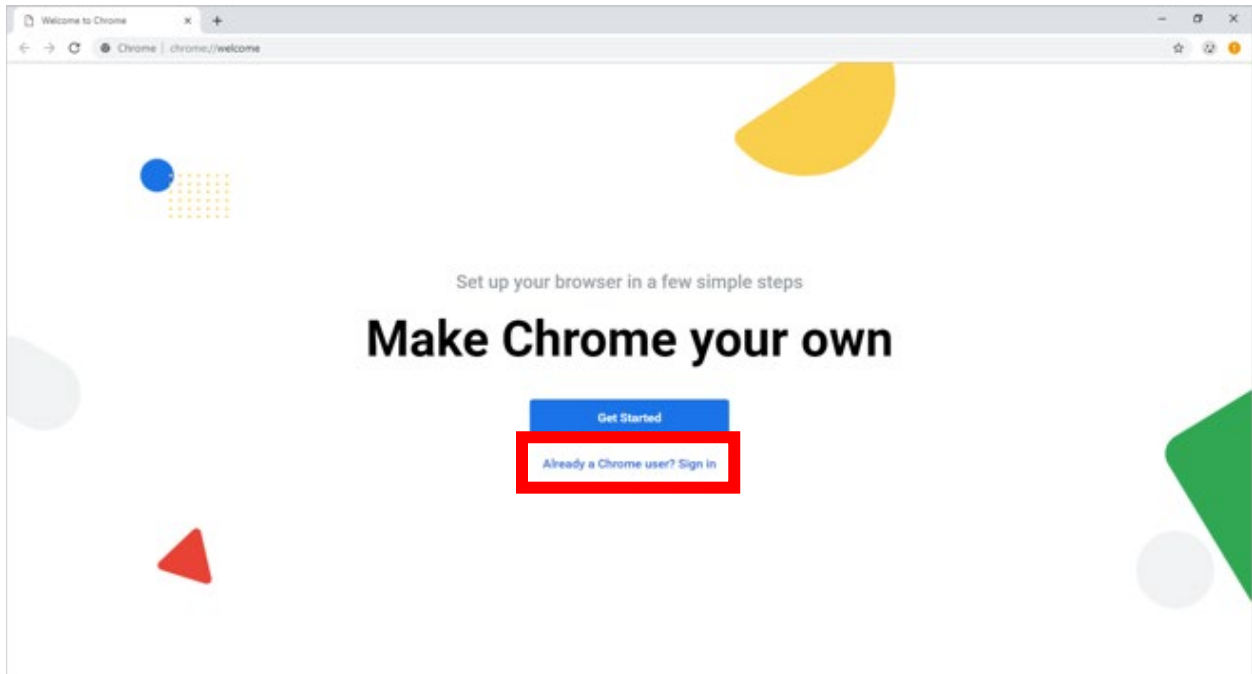 Welcome to Chrome
Chrome | chrome://welcome
Set up your browser in a few simple steps
Make Chrome your own
Get Started
Already a Chrome user? Sign in